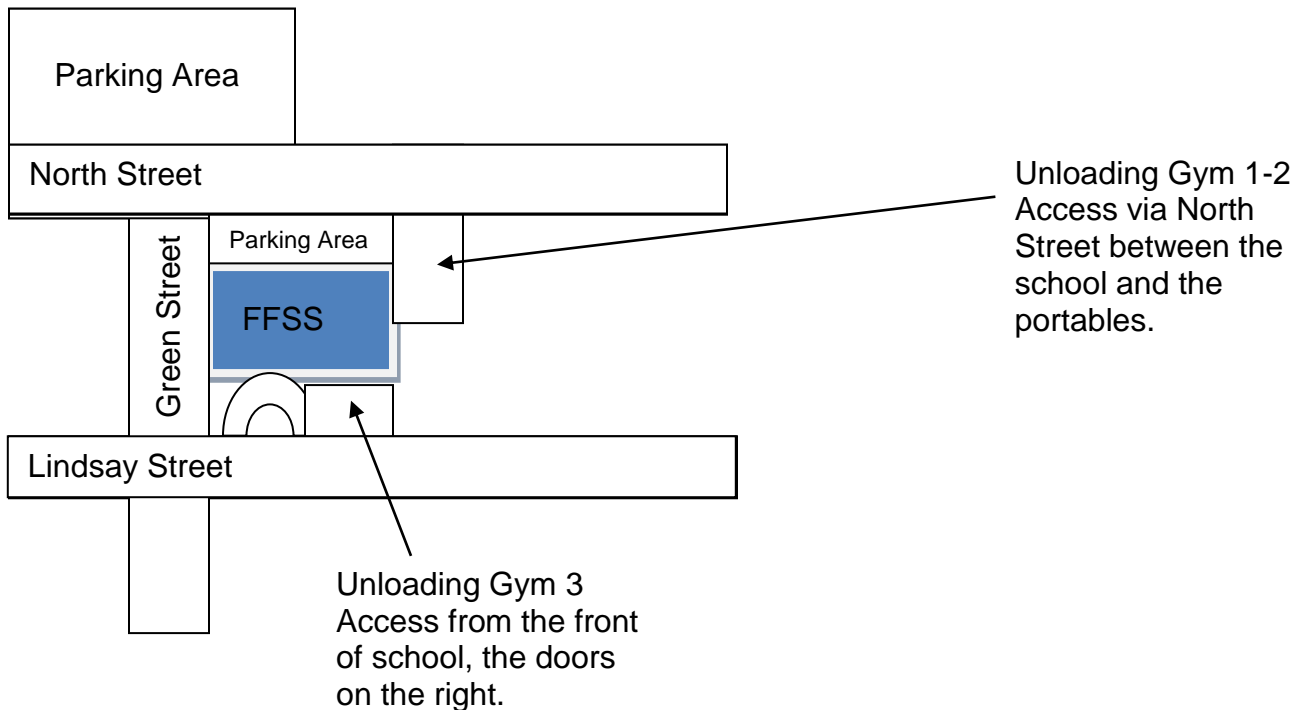 Parking Area
North Street
Unloading Gym 1-2
Access via North
Street between the
school and the
portables.
Parking Area
Green Street
FFSS
Lindsay Street
Unloading Gym 3
Access from the front
of school, the doors
on the right.